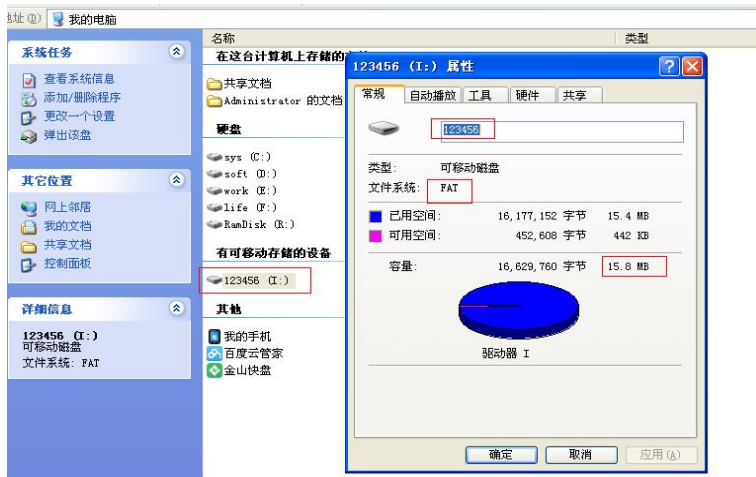 地址(D) 我的电脑
名称 类型
系统任务
查看系统信息
添加/删除程序
更改一个设置
弹出该盘
其它位置
网上邻居
我的文档
共享文档
控制面板
详细信息
123456 (I:)
可移动磁盘
文件系统: FAT
在这台计算机上存储的
共享文档
Administrator 的文档
硬盘
sys (C:)
soft (D:)
work (E:)
life (F:)
RamDisk (R:)
有可移动存储的设备
123456 (I:)
其他
我的手机
百度云管家
金山快盘
123456 (I:) 属性
常规 自动播放 工具 硬件 共享
123456
类型: 可移动磁盘
文件系统: FAT
已用空间: 16,177,152 字节 15.4 MB
可用空间: 452,608 字节 442 KB
容量: 16,629,760 字节 15.8 MB
驱动器 I
确定 取消 应用(A)